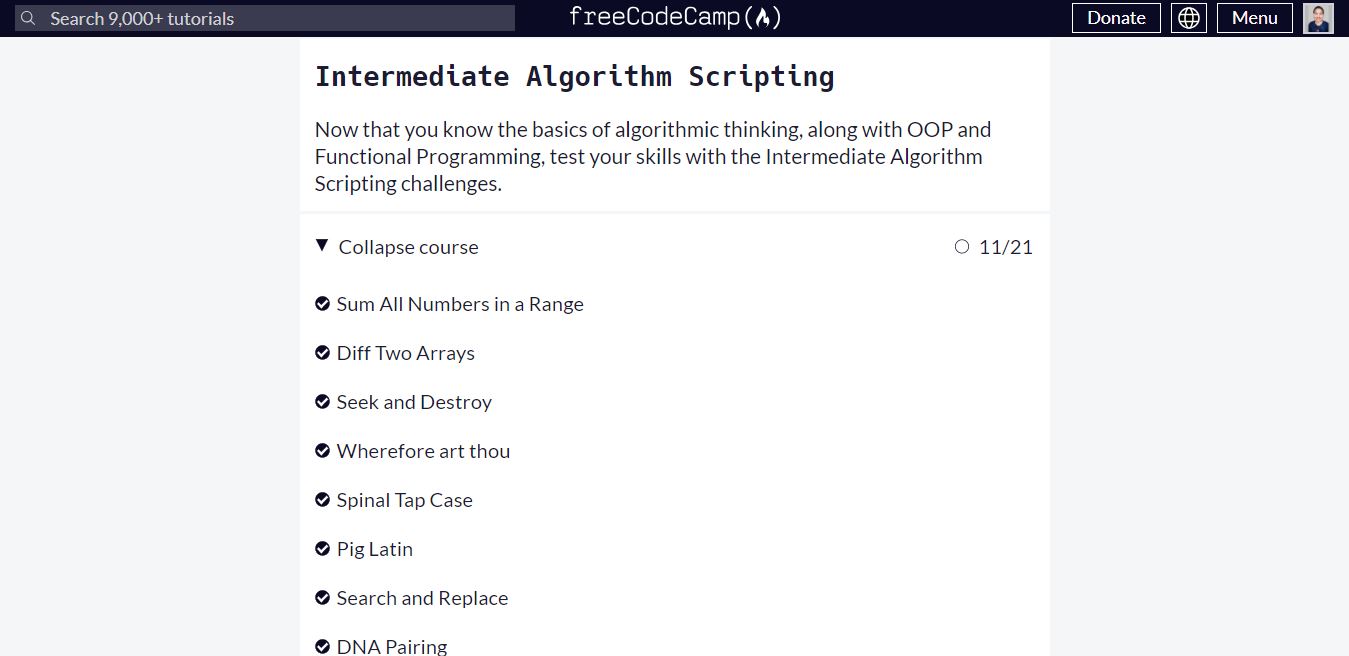 Search 9,000+ tutorials
freeCodeCamp(🔥)
Donate
Menu
Intermediate Algorithm Scripting
Now that you know the basics of algorithmic thinking, along with OOP and
Functional Programming, test your skills with the Intermediate Algorithm
Scripting challenges.
Collapse course
11/21
Sum All Numbers in a Range
Diff Two Arrays
Seek and Destroy
Wherefore art thou
Spinal Tap Case
Pig Latin
Search and Replace
DNA Pairing